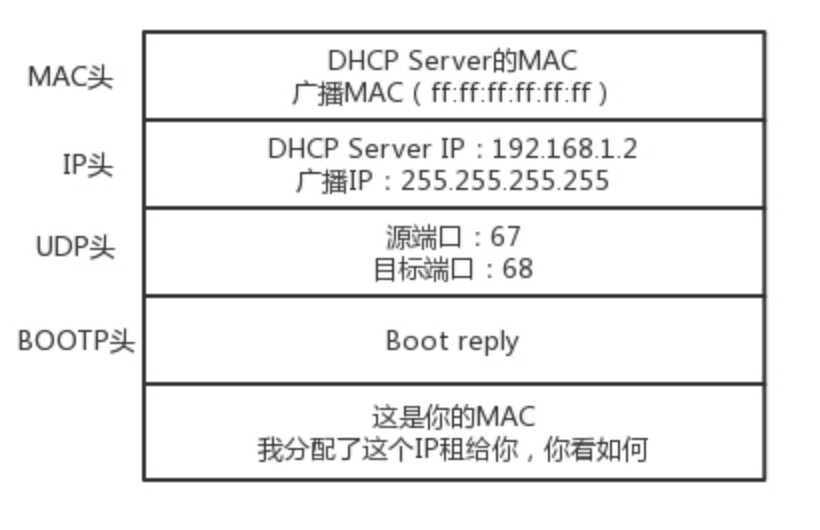 MAC头
DHCP Server的MAC
广播MAC（ff:ff:ff:ff:ff:ff）
IP头
DHCP Server IP：192.168.1.2
广播IP：255.255.255.255
UDP头
源端口：67
目标端口：68
BOOTP头
Boot reply
这是你的MAC
我分配了这个IP租给你，你看如何